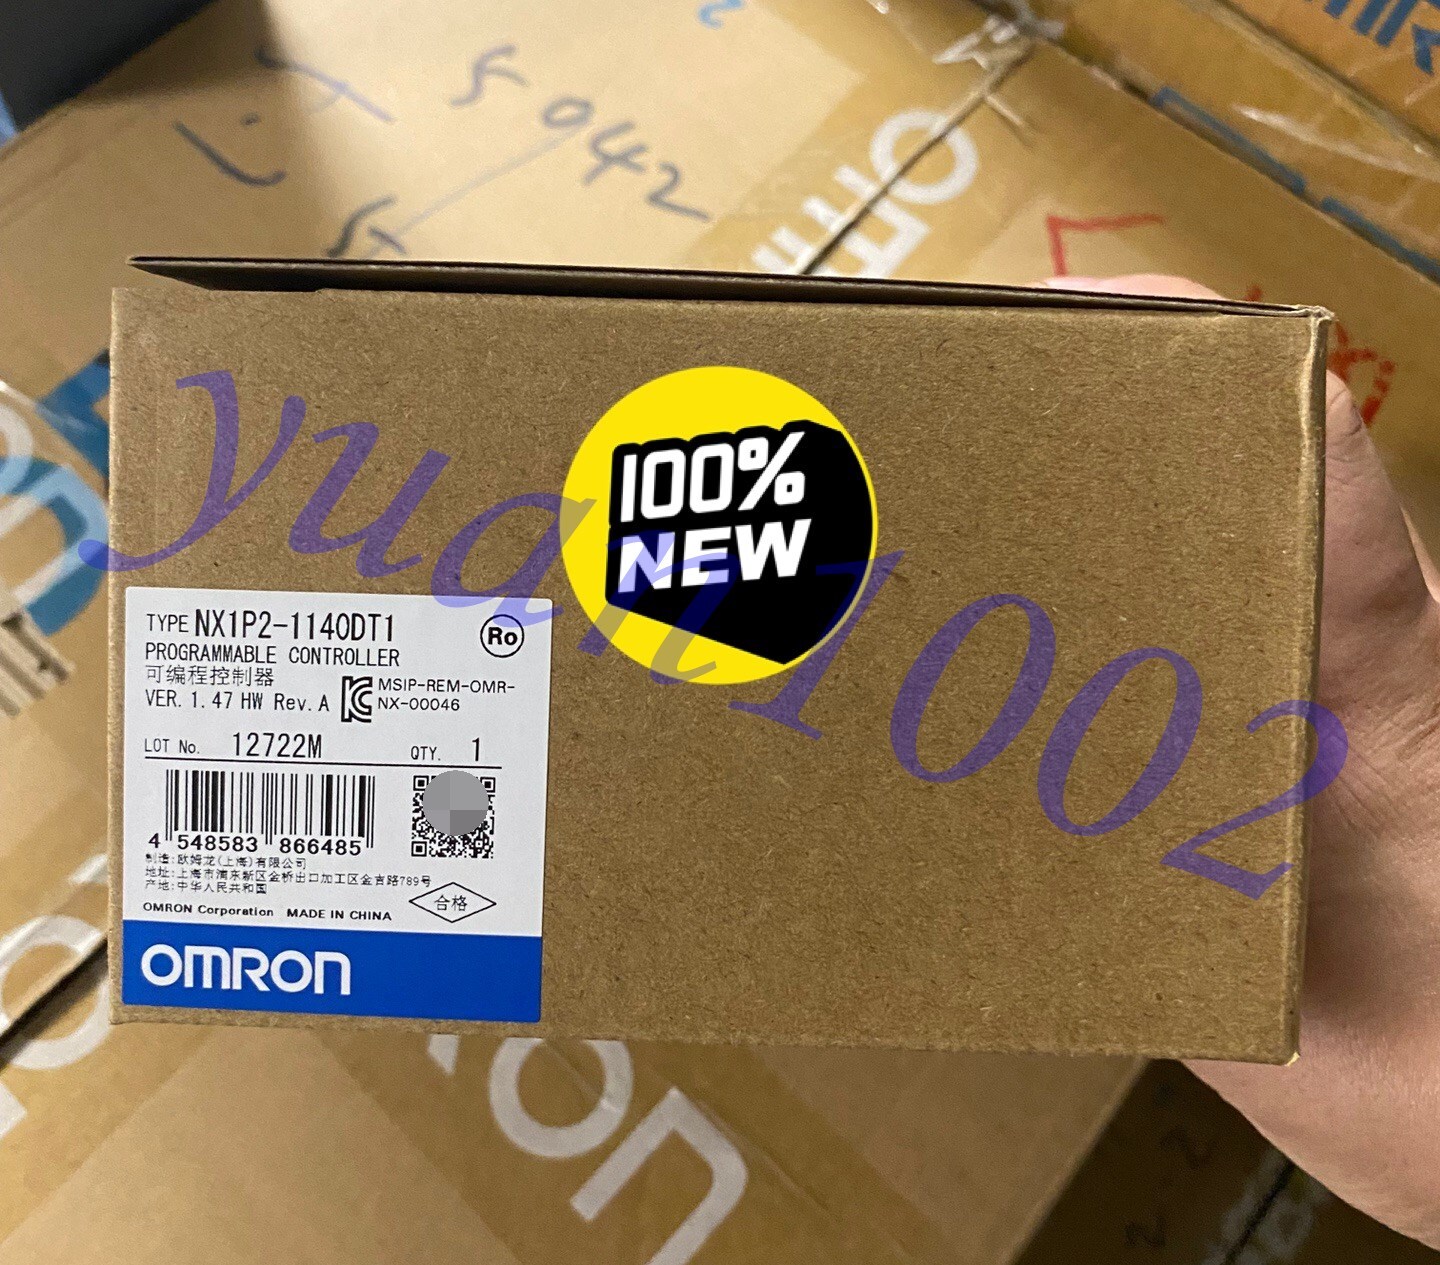 5042
OMR
100%
NEW
yuan1002
TYPE NX1P2-1140DT1
Ro
PROGRAMMABLE CONTROLLER
可编程控制器
MSIP-REM-OMR-
VER. 1.47 HW Rev. A
NX-00046
LOT No. 12722M QTY. 1
4 548583 866485
制造:欧姆龙(上海)有限公司
地址:上海市浦东新区金桥出口加工区金吉路789号
产地:中华人民共和国
合格
OMRON Corporation MADE IN CHINA
OMRON